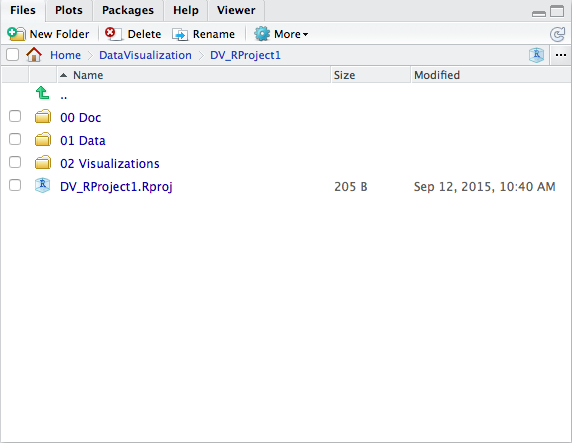 Files Plots Packages Help Viewer
New Folder Delete Rename More
Home DataVisualization DV_RProject1 R ...
Name Size Modified
..
00 Doc
01 Data
02 Visualizations
R DV_RProject1.Rproj 205 B Sep 12, 2015, 10:40 AM